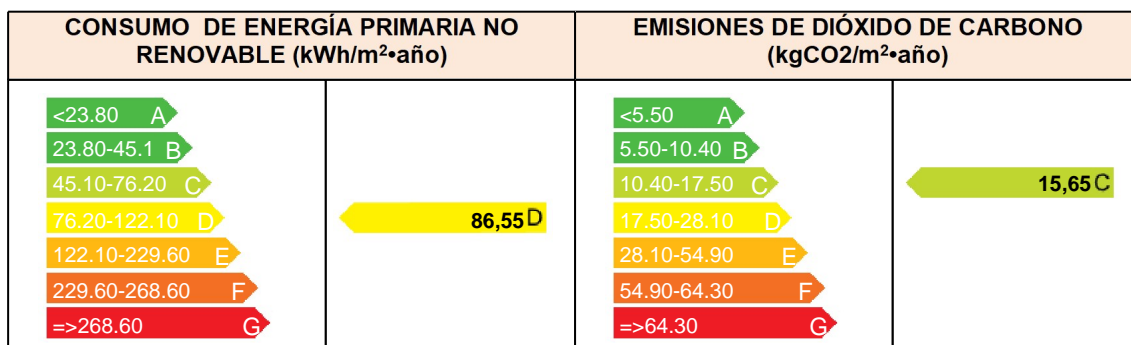 CONSUMO DE ENERGÍA PRIMARIA NO
RENOVABLE (kWh/m²•año)
<23.80 A
23.80-45.1 B
45.10-76.20 C
76.20-122.10 D
122.10-229.60 E
229.60-268.60 F
=>268.60 G
86,55 D
EMISIONES DE DIÓXIDO DE CARBONO
(kgCO2/m²•año)
<5.50 A
5.50-10.40 B
10.40-17.50 C
17.50-28.10 D
28.10-54.90 E
54.90-64.30 F
=>64.30 G
15,65 C